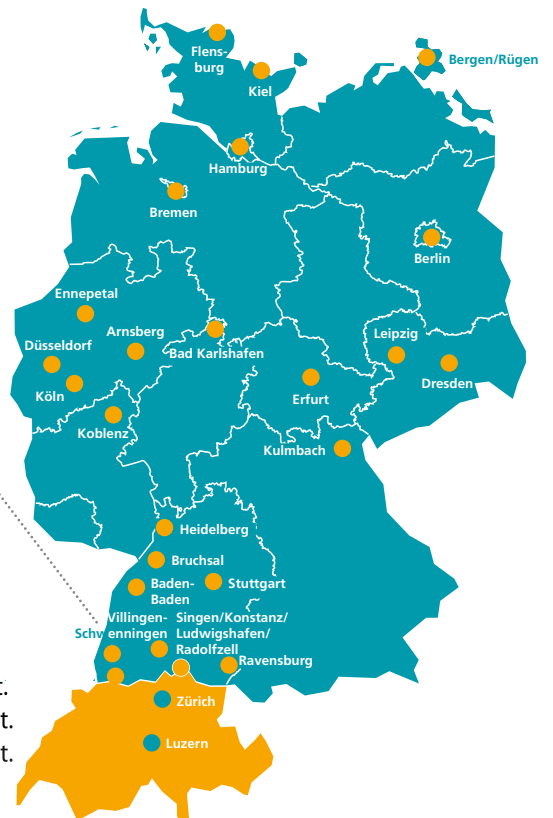 Flens-
burg
Kiel
Bergen/Rügen
Hamburg
Bremen
Berlin
Ennepetal
Arnsberg
Düsseldorf
Bad Karlshafen
Leipzig
Köln
Dresden
Erfurt
Koblenz
Kulmbach
Heidelberg
Bruchsal
Baden-
Baden
Stuttgart
Villingen-
Schwenningen
Singen/Konstanz/
Ludwigshafen/
Radolfzell
Ravensburg
t.
Zürich
t.
Luzern
t.